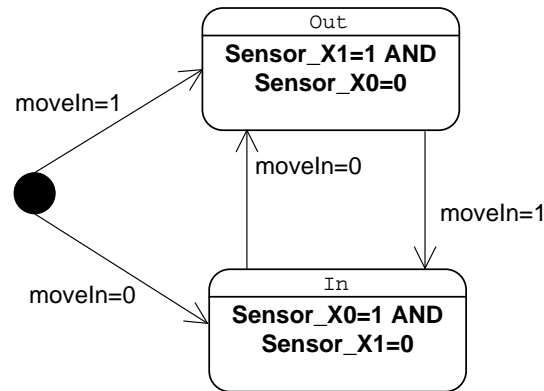 Out
Sensor_X1=1 AND
Sensor_X0=0
moveIn=1
moveIn=0
moveIn=1
moveIn=0
In
Sensor_X0=1 AND
Sensor_X1=0